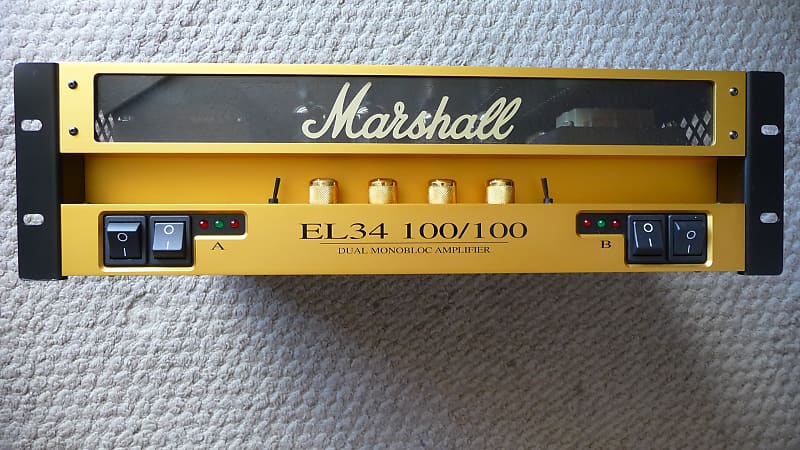 Marshall
EL34 100/100
DUAL MONOBLOC AMPLIFIER
A
B